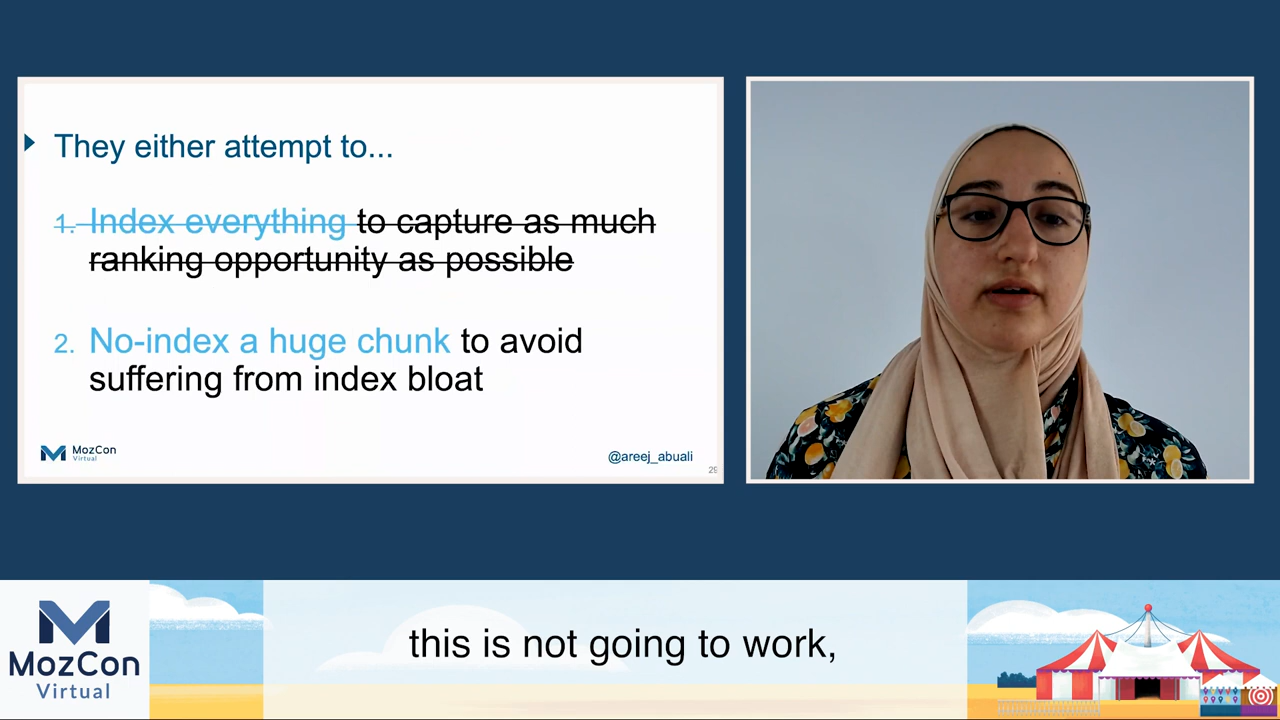 They either attempt to...
1. Index everything to capture as much
ranking opportunity as possible
2. No-index a huge chunk to avoid
suffering from index bloat
MozCon
Virtual
@areej_abuali
29
this is not going to work,
MozCon
Virtual